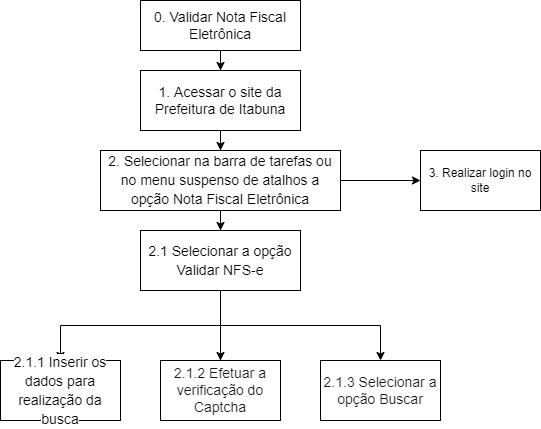 0. Validar Nota Fiscal
Eletrônica
1. Acessar o site da
Prefeitura de Itabuna
2. Selecionar na barra de tarefas ou
no menu suspenso de atalhos a
opção Nota Fiscal Eletrônica
3. Realizar login no
site
2.1 Selecionar a opção
Validar NFS-e
2.1.1 Inserir os
dados para
realização da
busca
2.1.2 Efetuar a
verificação do
Captcha
2.1.3 Selecionar a
opção Buscar